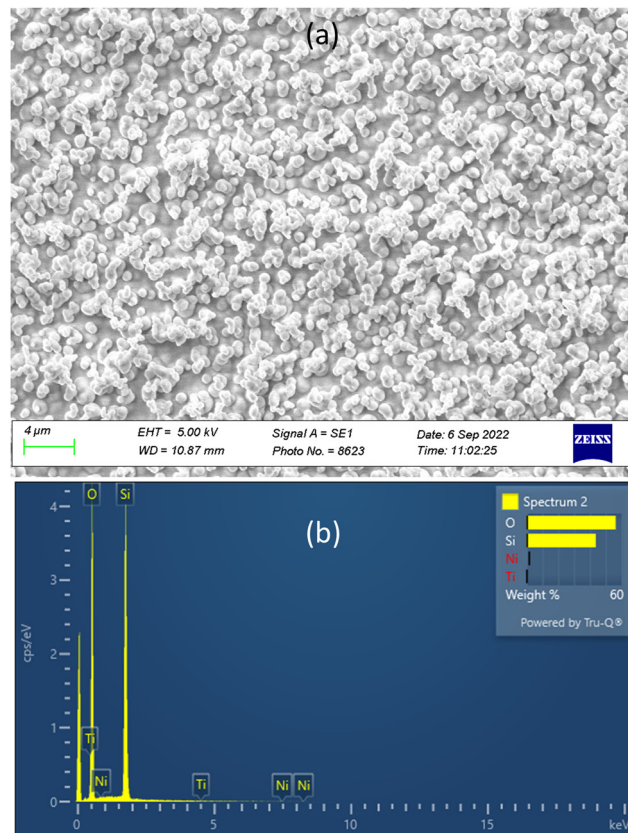 (a)
4 µm
EHT = 5.00 kV
Signal A = SE1
Date: 6 Sep 2022
WD = 10.87 mm
Photo No. = 8623
Time: 11:02:25
ZEISS
(b)
O
Si
Spectrum 2
O
Si
Ni
Ti
Weight %
60
Powered by Tru-Q®
cps/eV
4
3
2
1
0
Ti
Ni
Ti
Ni
Ni
0
5
10
15
keV